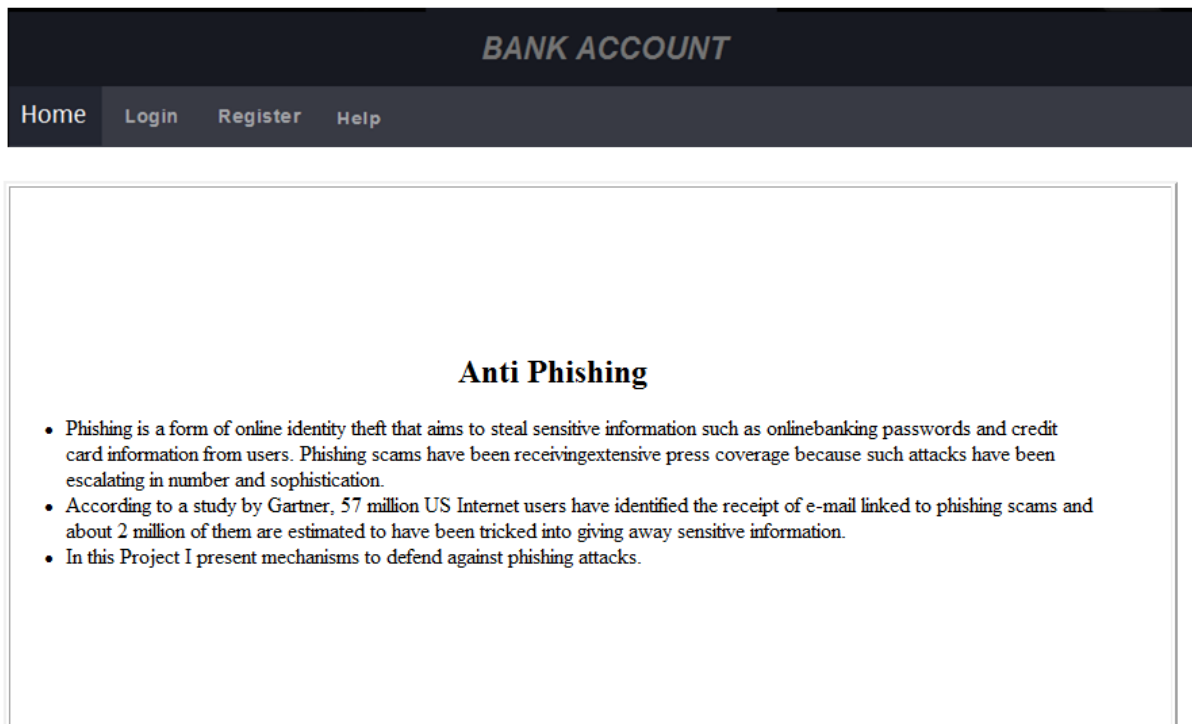 BANK ACCOUNT
Home Login Register Help
Anti Phishing
• Phishing is a form of online identity theft that aims to steal sensitive information such as onlinebanking passwords and credit
card information from users. Phishing scams have been receivingextensive press coverage because such attacks have been
escalating in number and sophistication.
• According to a study by Gartner, 57 million US Internet users have identified the receipt of e-mail linked to phishing scams and
about 2 million of them are estimated to have been tricked into giving away sensitive information.
• In this Project I present mechanisms to defend against phishing attacks.